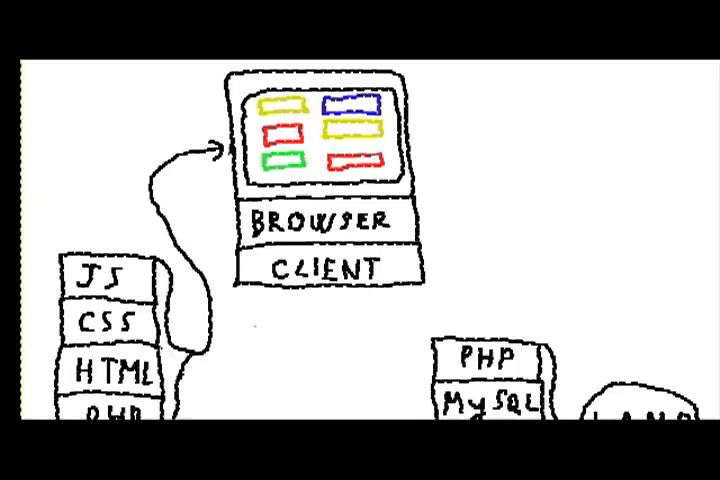 BROWSER
CLIENT
JS
CSS
HTML
PHP
MySQL